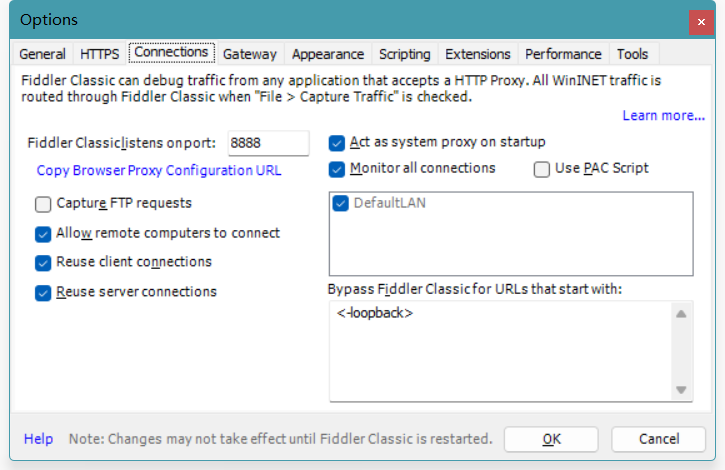 Options
General HTTPS Connections Gateway Appearance Scripting Extensions Performance Tools
Fiddler Classic can debug traffic from any application that accepts a HTTP Proxy. All WinINET traffic is
routed through Fiddler Classic when "File > Capture Traffic" is checked.
Learn more...
Fiddler Classic listens on port: 8888
Copy Browser Proxy Configuration URL
Capture FTP requests
Allow remote computers to connect
Reuse client connections
Reuse server connections
Act as system proxy on startup
Monitor all connections Use PAC Script
DefaultLAN
Bypass Fiddler Classic for URLs that start with:
<-loopback>
Help Note: Changes may not take effect until Fiddler Classic is restarted. OK Cancel